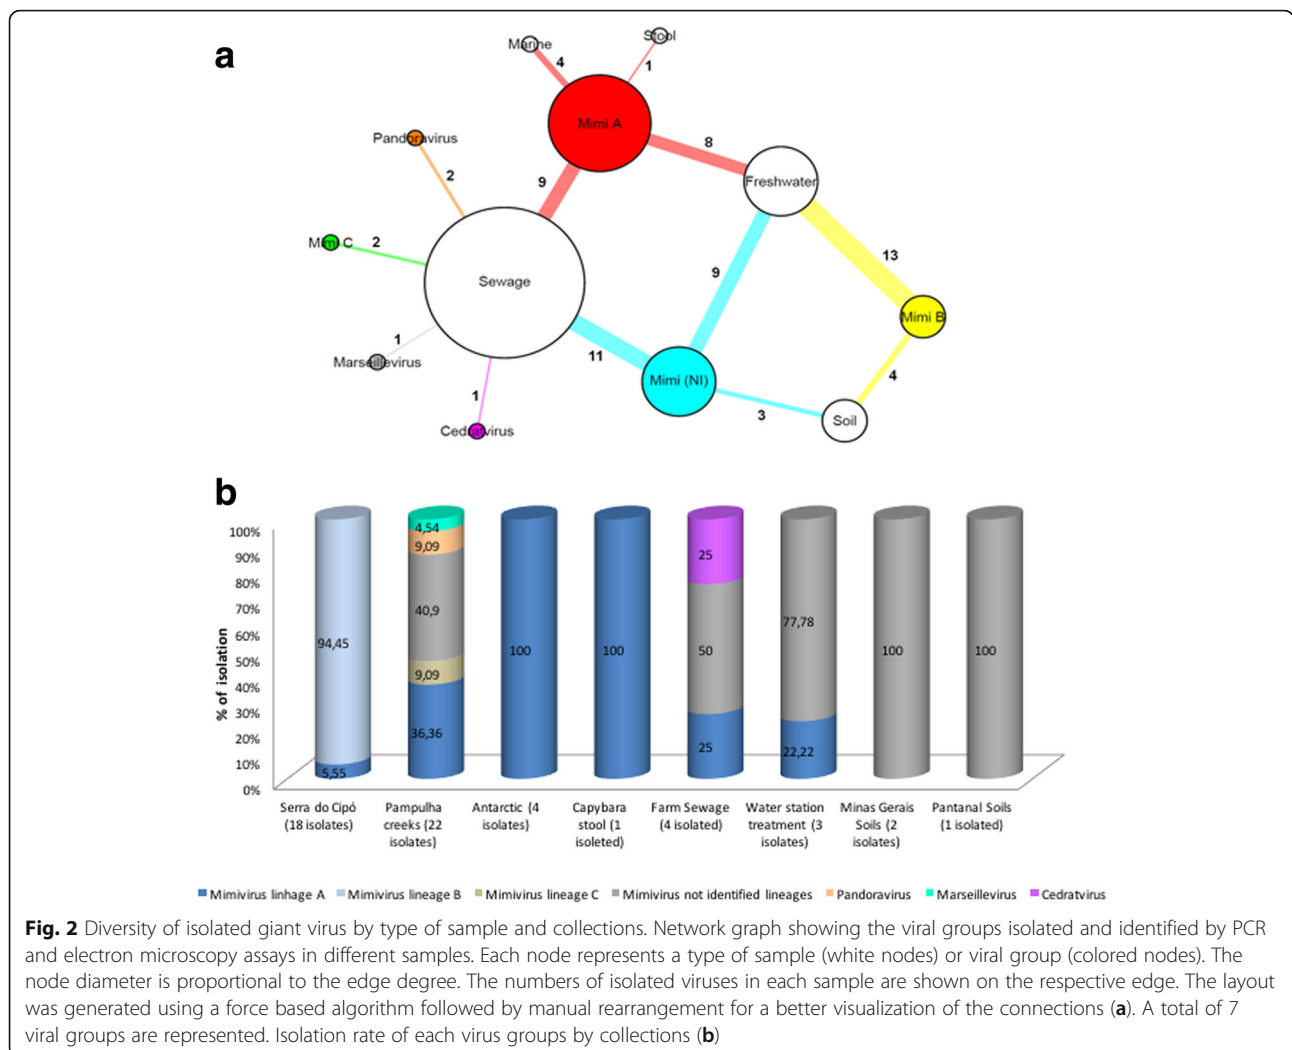 a
Marine
Stool
4
1
Mimi A
Pandoravirus
8
2
9
Freshwater
Mimi C
2
Sewage
9
13
Mimi B
1
Marseillevirus
11
Mimi (NI)
4
1
3
Soil
Cedratvirus
b
% of isolation
100%
90%
80%
70%
60%
50%
40%
30%
20%
10%
0%
94,45
5,55
4,54
9,09
40,9
9,09
36,36
100
100
25
50
25
77,78
22,22
100
100
Serra do Cipó
(18 isolates)
Pampulha
creeks (22
isolates)
Antarctic (4
isolates)
Capybara
stool (1
isoleted)
Farm Sewage
(4 isolated)
Water station
treatment (3
isolates)
Minas Gerais
Soils (2
isolates)
Pantanal Soils
(1 isolated)
Mimivirus linhage A Mimivirus lineage B Mimivirus lineage C Mimivirus not identified lineages Pandoravirus Marseillevirus Cedratvirus
Fig. 2 Diversity of isolated giant virus by type of sample and collections. Network graph showing the viral groups isolated and identified by PCR
and electron microscopy assays in different samples. Each node represents a type of sample (white nodes) or viral group (colored nodes). The
node diameter is proportional to the edge degree. The numbers of isolated viruses in each sample are shown on the respective edge. The layout
was generated using a force based algorithm followed by manual rearrangement for a better visualization of the connections (a). A total of 7
viral groups are represented. Isolation rate of each virus groups by collections (b)